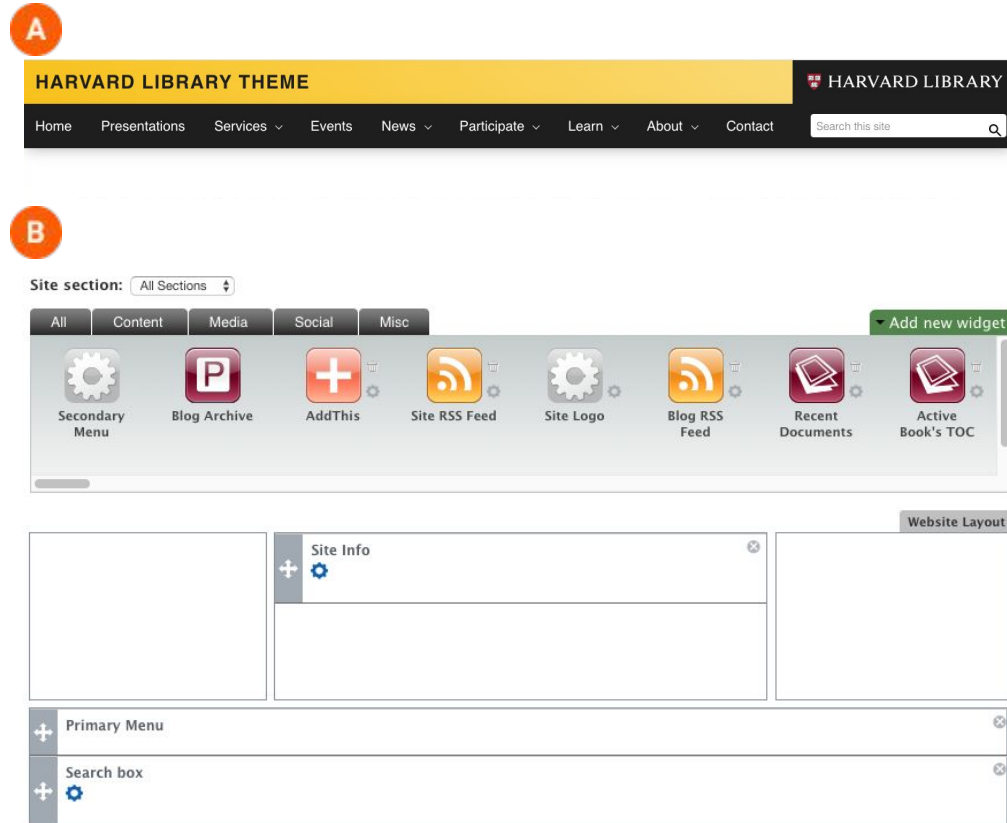 A
HARVARD LIBRARY THEME
HARVARD LIBRARY
Home Presentations Services Events News Participate Learn About Contact Search this site
B
Site section: All Sections
All Content Media Social Misc
Add new widget
Secondary Menu
Blog Archive
AddThis
Site RSS Feed
Site Logo
Blog RSS Feed
Recent Documents
Active Book's TOC
Website Layout
Site Info
Primary Menu
Search box